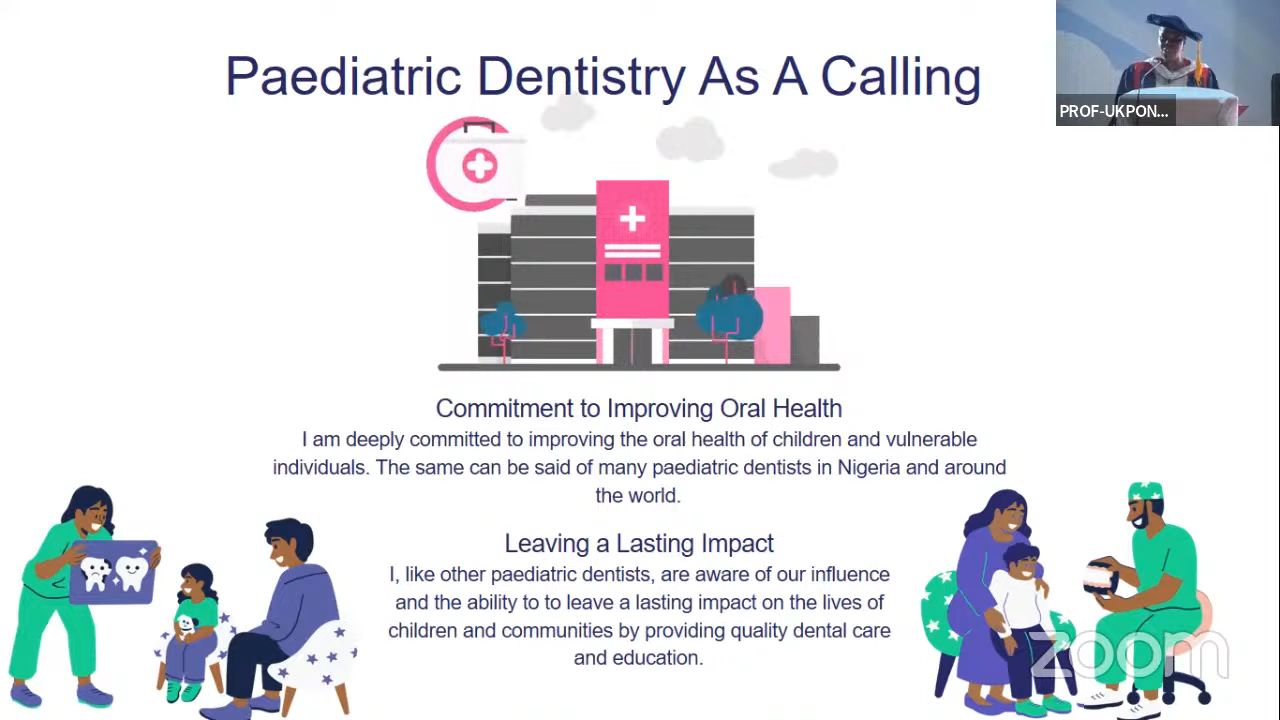 Paediatric Dentistry As A Calling
PROF-UKPON...
Commitment to Improving Oral Health
I am deeply committed to improving the oral health of children and vulnerable
individuals. The same can be said of many paediatric dentists in Nigeria and around
the world.
Leaving a Lasting Impact
I, like other paediatric dentists, are aware of our influence
and the ability to to leave a lasting impact on the lives of
children and communities by providing quality dental care
and education.
zoom